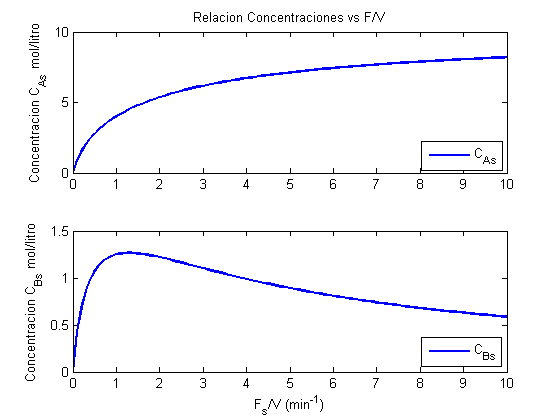 Relacion Concentraciones vs F/V
Concentracion C_As mol/litro
10
5
0
0 1 2 3 4 5 6 7 8 9 10
C_As
Concentracion C_Bs mol/litro
1.5
1
0.5
0
0 1 2 3 4 5 6 7 8 9 10
C_Bs
F_s/V (min^-1)